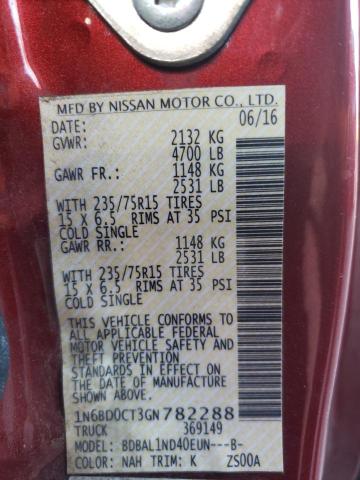 MFD BY NISSAN MOTOR CO., LTD.
DATE: 06/16
GVWR: 2132 KG
4700 LB
GAWR FR.: 1148 KG
2531 LB
WITH 235/75R15 TIRES
15 X 6.5 RIMS AT 35 PSI
COLD SINGLE
GAWR RR.: 1148 KG
2531 LB
WITH 235/75R15 TIRES
15 X 6.5 RIMS AT 35 PSI
COLD SINGLE
THIS VEHICLE CONFORMS TO
ALL APPLICABLE FEDERAL
MOTOR VEHICLE SAFETY AND
THEFT PREVENTION
STANDARDS IN EFFECT ON
THE DATE OF MANUFACTURE
SHOWN ABOVE.
1N6BD0CT3GN782288
TRUCK 369149
MODEL: BDBAL1ND40EUN---B-
COLOR: NAH TRIM: K ZS00A